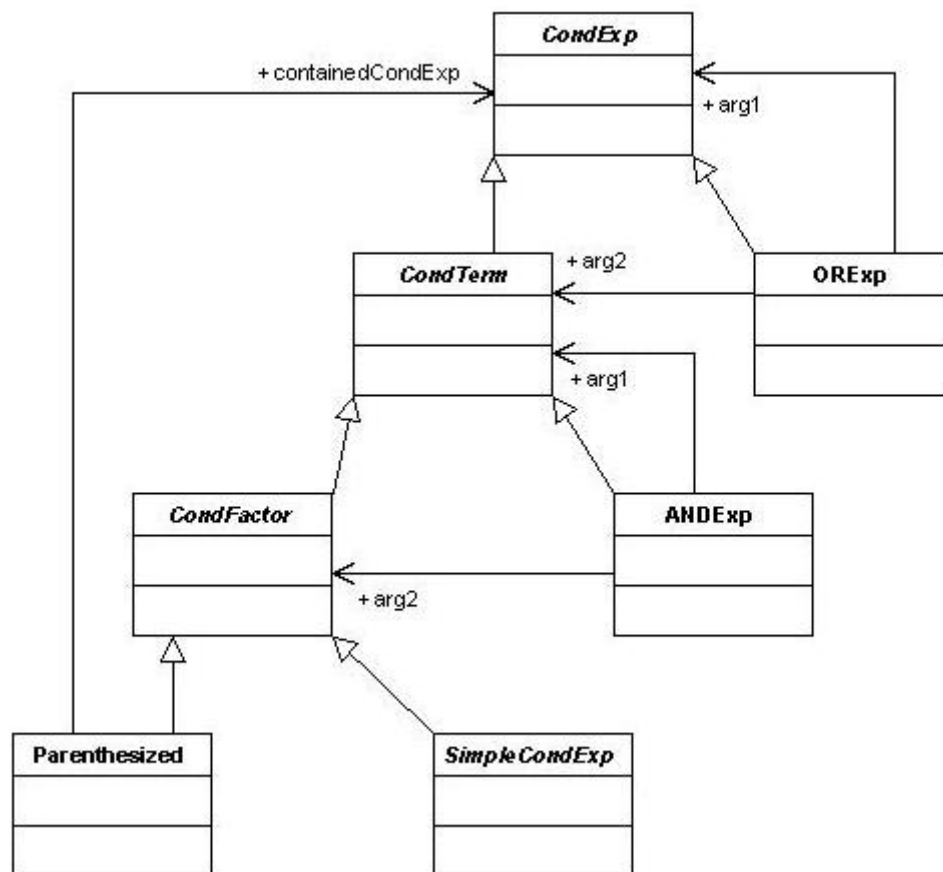 CondExp
+ containedCondExp
+ arg1
CondTerm
+ arg2
ORExp
+ arg1
CondFactor
ANDExp
+ arg2
Parenthesized
SimpleCondExp